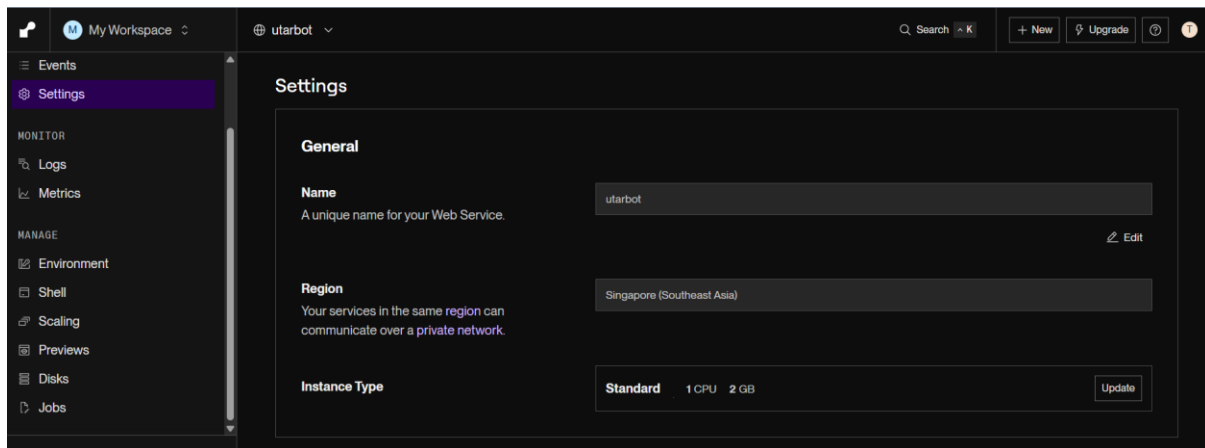 M My Workspace
utarbot
Search ^ K
+ New
Upgrade
T
Events
Settings
MONITOR
Logs
Metrics
MANAGE
Environment
Shell
Scaling
Previews
Disks
Jobs
Settings
General
Name
A unique name for your Web Service.
utarbot
Edit
Region
Your services in the same region can
communicate over a private network.
Singapore (Southeast Asia)
Instance Type
Standard 1 CPU 2 GB
Update